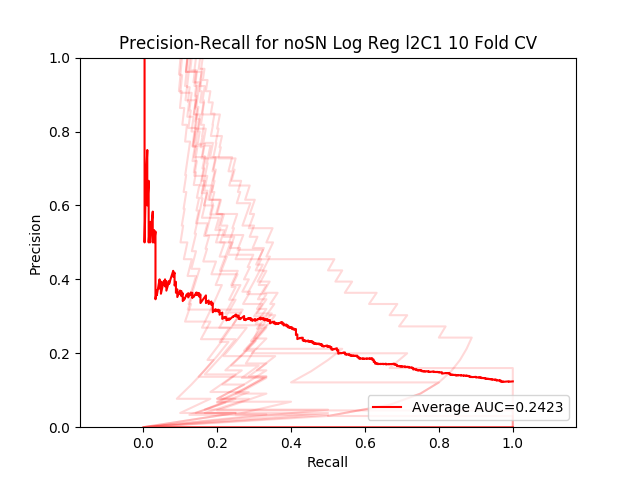 Precision-Recall for noSN Log Reg l2C1 10 Fold CV
1.0
0.8
0.6
0.4
0.2
0.0
Precision
0.0 0.2 0.4 0.6 0.8 1.0
Recall
Average AUC=0.2423